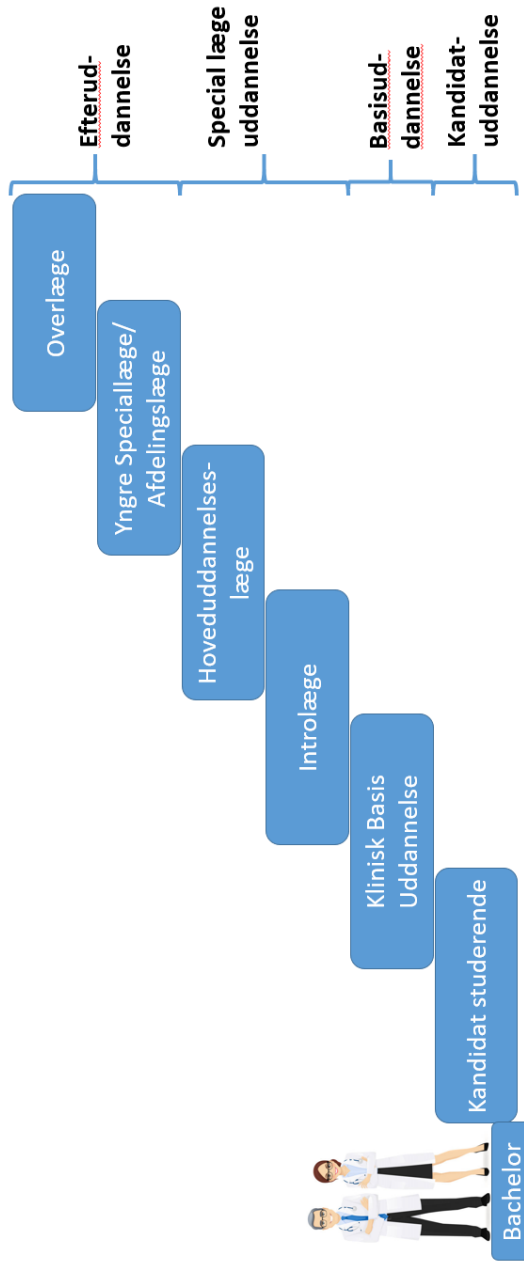 Overlæge
Yngre Speciallæge/
Afdelingslæge
Hoveduddannelses-
læge
Introlæge
Klinisk Basis
Uddannelse
Kandidat studerende
Bachelor
Efterud-
dannelse
Special læge
uddannelse
Basisud-
dannelse
Kandidat-
uddannelse